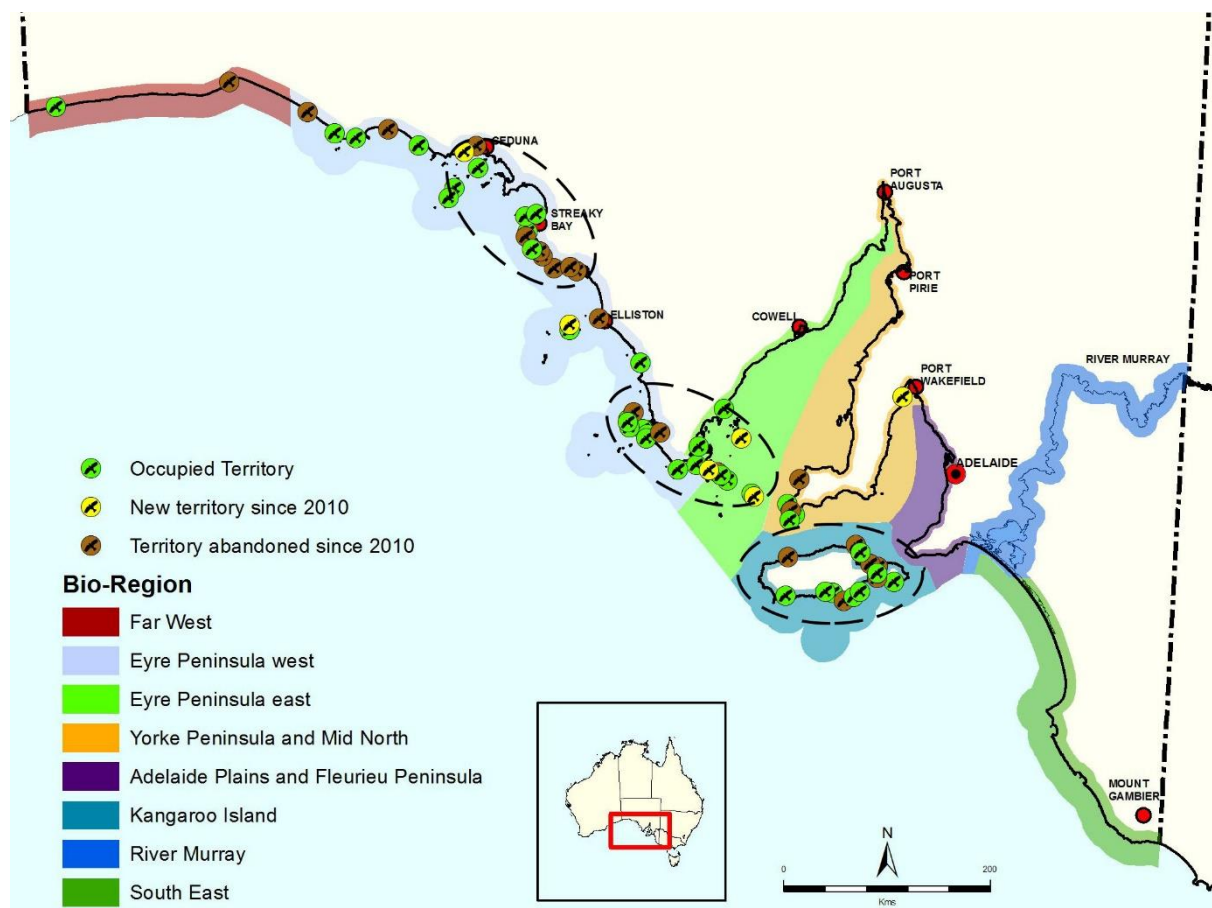 CEDUNA
STREAKY
BAY
ELLISTON
PORT
AUGUSTA
PORT
PIRIE
COWELL
PORT
WAKEFIELD
RIVER MURRAY
ADELAIDE
MOUNT
GAMBIER
Occupied Territory
New territory since 2010
Territory abandoned since 2010
Bio-Region
Far West
Eyre Peninsula west
Eyre Peninsula east
Yorke Peninsula and Mid North
Adelaide Plains and Fleurieu Peninsula
Kangaroo Island
River Murray
South East
N
0 200
Kms